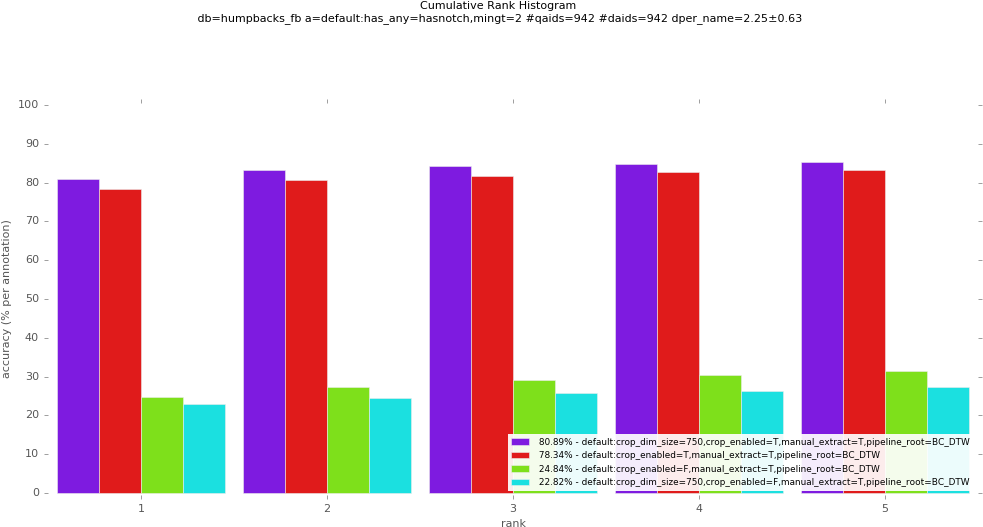 Cumulative Rank Histogram
db=humpbacks_fb a=default:has_any=hasnotch,mingt=2 #qaids=942 #daids=942 dper_name=2.25±0.63
100
90
80
70
60
50
40
30
20
10
0
accuracy (% per annotation)
80.89% - default:crop_dim_size=750,crop_enabled=T,manual_extract=T,pipeline_root=BC_DTW
78.34% - default:crop_enabled=T,manual_extract=T,pipeline_root=BC_DTW
24.84% - default:crop_enabled=F,manual_extract=T,pipeline_root=BC_DTW
22.82% - default:crop_dim_size=750,crop_enabled=F,manual_extract=T,pipeline_root=BC_DTW
1 2 3 4 5
rank